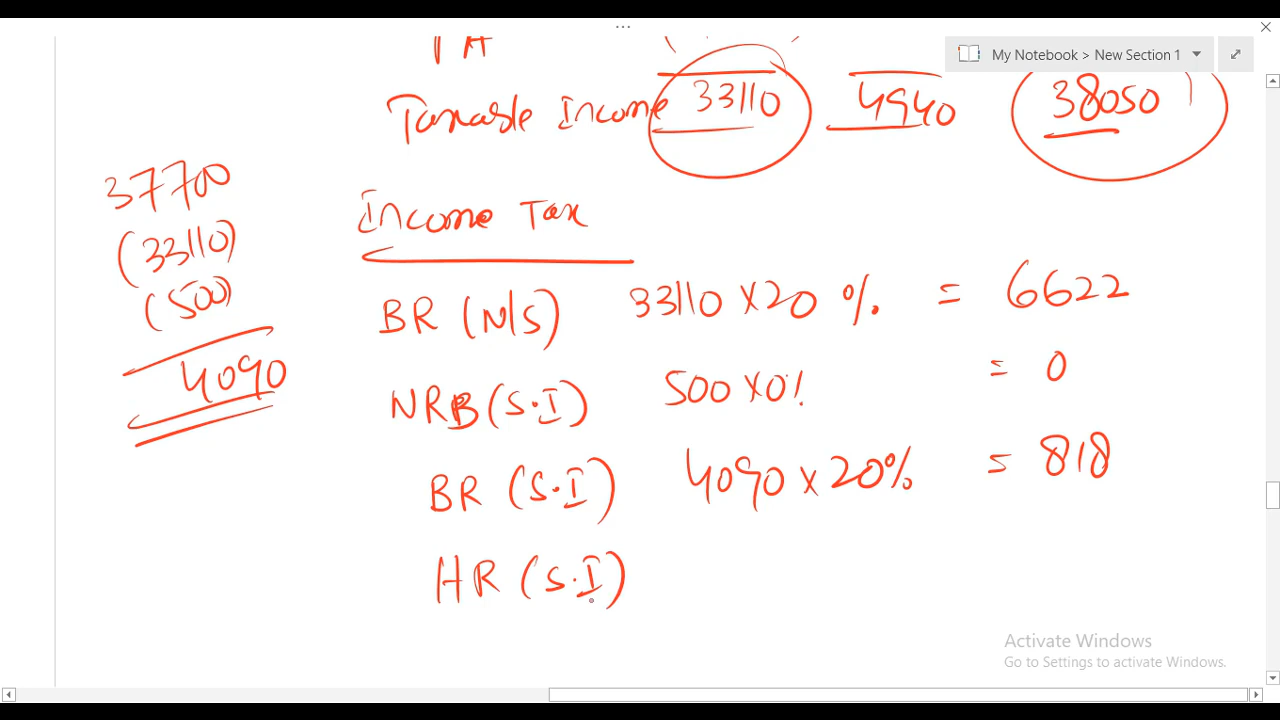 My Notebook > New Section 1
PA
Taxable Income 33110 4940 38050
37700
(33110)
(500)
4090
Income Tax
BR (N/S) 33110 X 20 % = 6622
NRB (S.I) 500 X 0% = 0
BR (S.I) 4090 x 20% = 818
HR (S.I)
Activate Windows
Go to Settings to activate Windows.